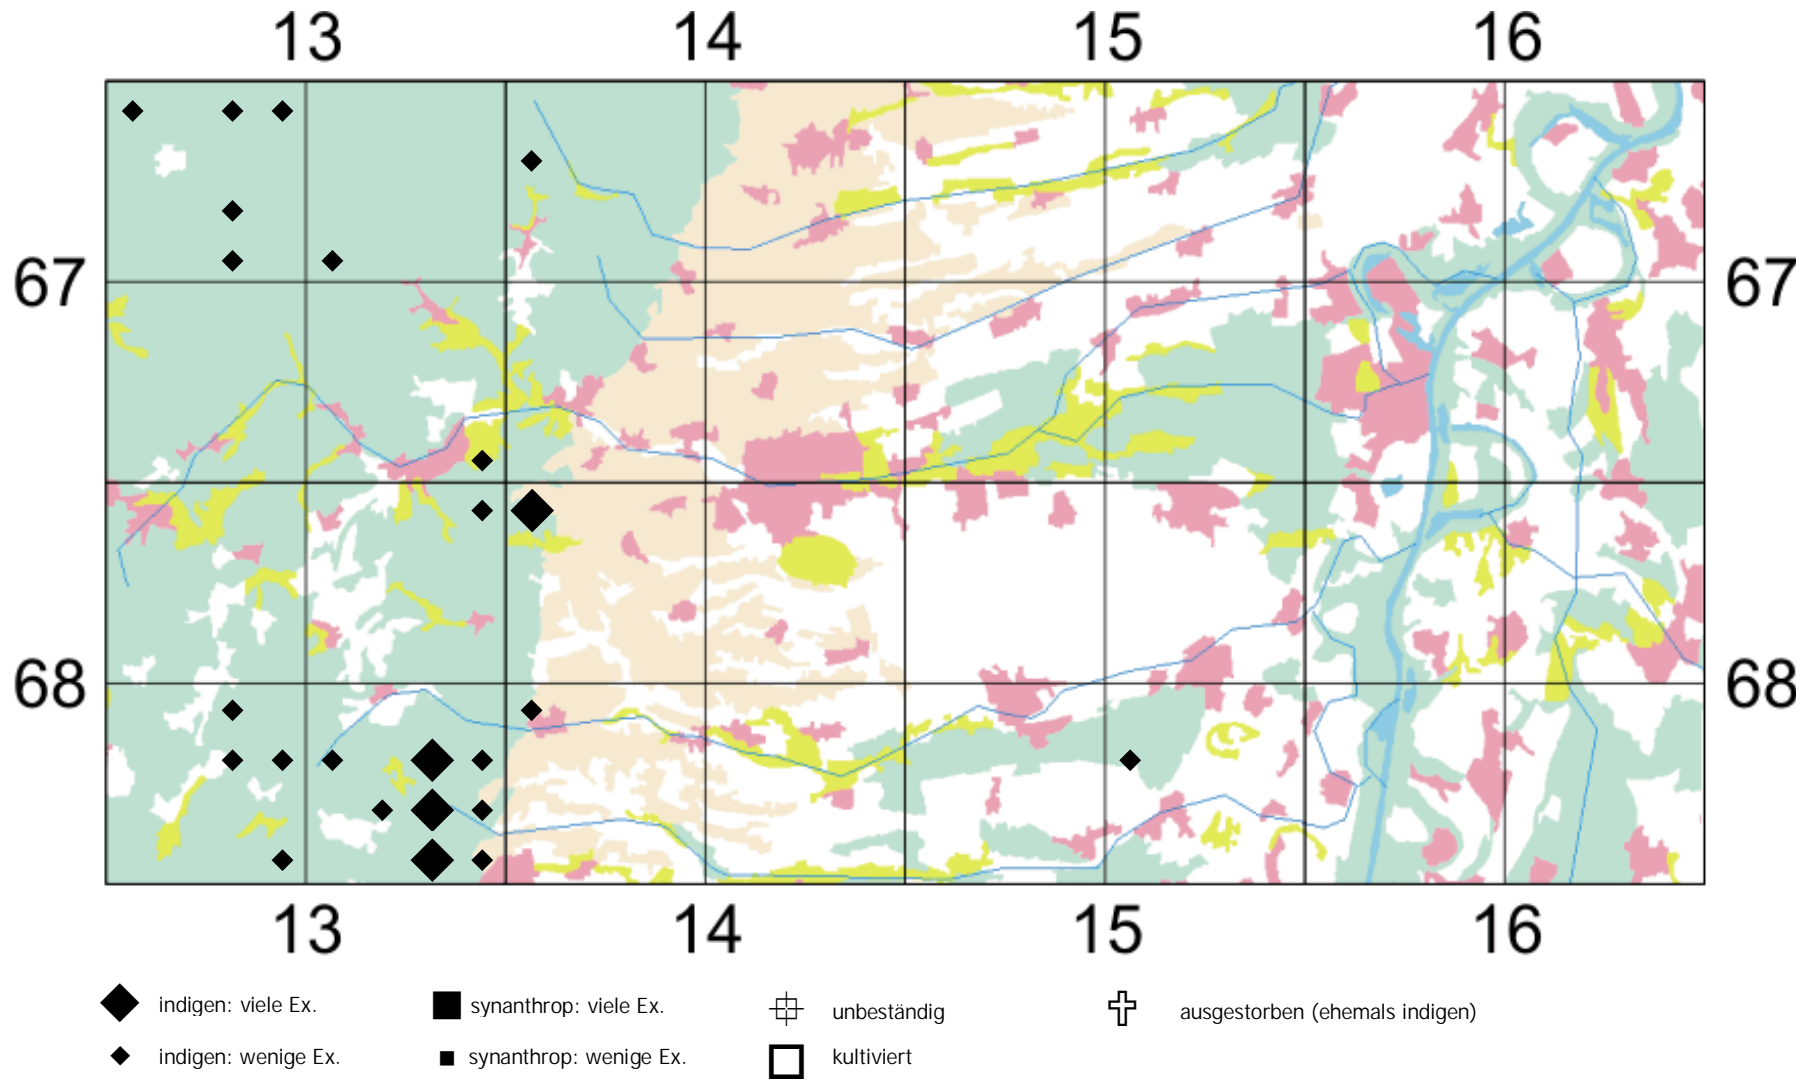 13 14 15 16
67 67
68 68
13 14 15 16
indigen: viele Ex. synanthrop: viele Ex. unbeständig ausgestorben (ehemals indigen)
indigen: wenige Ex. synanthrop: wenige Ex. kultiviert